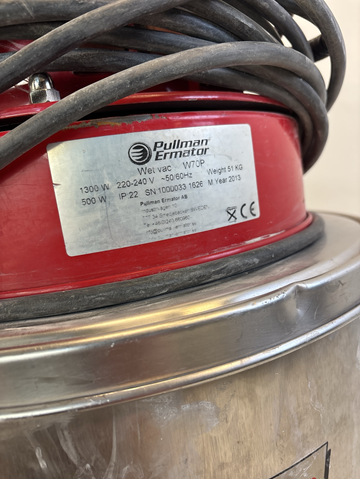 Pullman
Ermator
Wet vac W70P
1300 W 220-240 V ~50/60Hz Weight 51 KG
500 W IP:22 SN:1000033.1626 M Year 2013
Pullman Ermator AB
CE